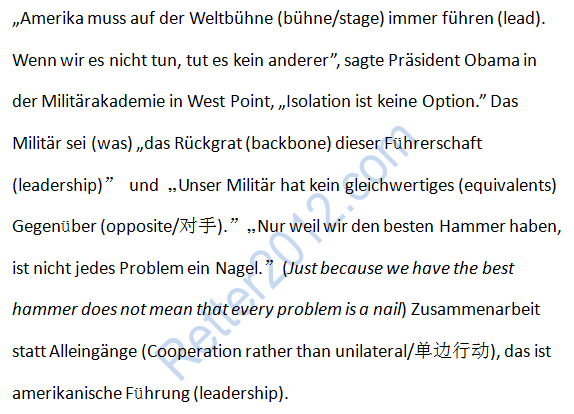 „Amerika muss auf der Weltbühne (bühne/stage) immer führen (lead).
Wenn wir es nicht tun, tut es kein anderer”, sagte Präsident Obama in
der Militärakademie in West Point, „Isolation ist keine Option.” Das
Militär sei (was) „das Rückgrat (backbone) dieser Führerschaft
(leadership)” und „Unser Militär hat kein gleichwertiges (equivalents)
Gegenüber (opposite/对手).” „Nur weil wir den besten Hammer haben,
ist nicht jedes Problem ein Nagel.” (Just because we have the best
hammer does not mean that every problem is a nail) Zusammenarbeit
statt Alleingänge (Cooperation rather than unilateral/单边行动), das ist
amerikanische Führung (leadership).
Retter2012.com